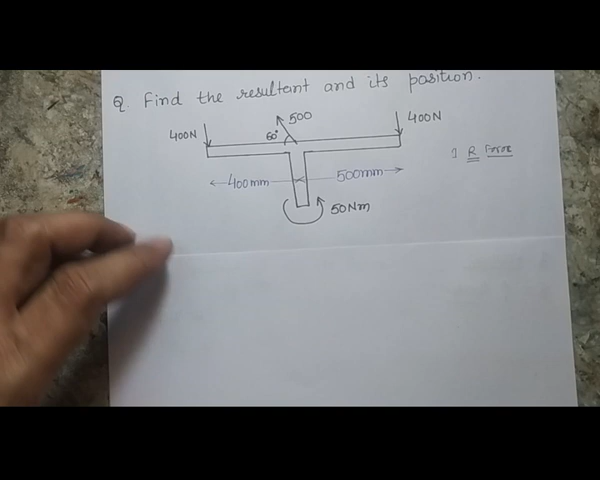 Q. Find the resultant and its position.
500
400N
60°
400N
1 R Force
400mm
500mm
50Nm